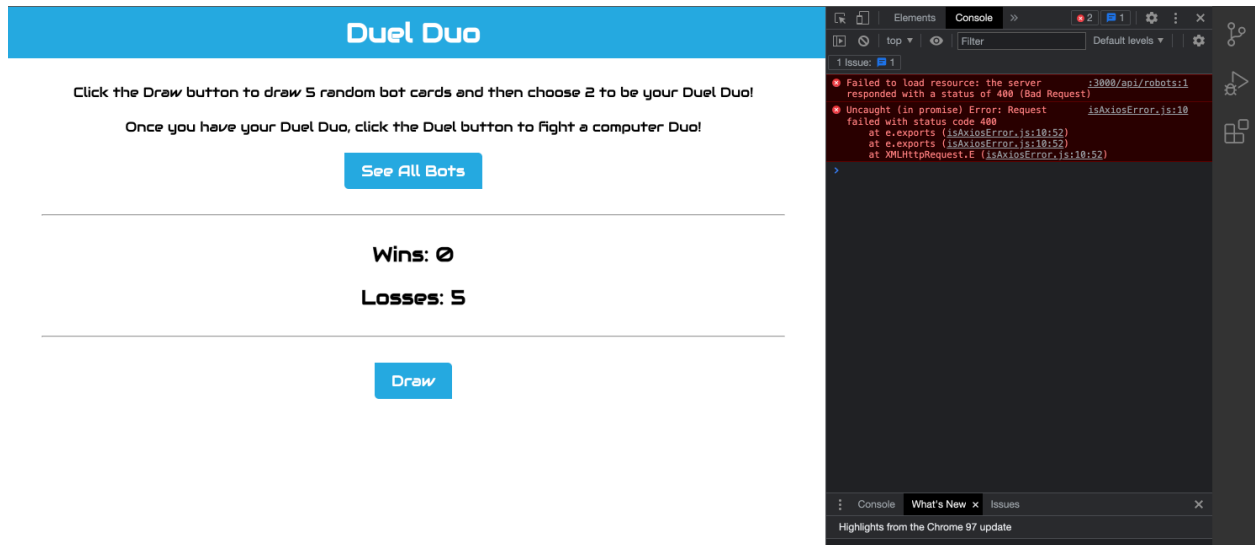 Duel Duo
Click the Draw button to draw 5 random bot cards and then choose 2 to be your Duel Duo!
Once you have your Duel Duo, click the Duel button to fight a computer Duo!
See All Bots
Wins: 0
Losses: 5
Draw
Elements Console » 2 1
top ▼ Filter Default levels ▼
1 Issue: 1
Failed to load resource: the server :3000/api/robots:1
responded with a status of 400 (Bad Request)
Uncaught (in promise) Error: Request isAxiosError.js:10
failed with status code 400
at e.exports (isAxiosError.js:10:52)
at e.exports (isAxiosError.js:10:52)
at XMLHttpRequest.E (isAxiosError.js:10:52)
Console What's New × Issues
Highlights from the Chrome 97 update